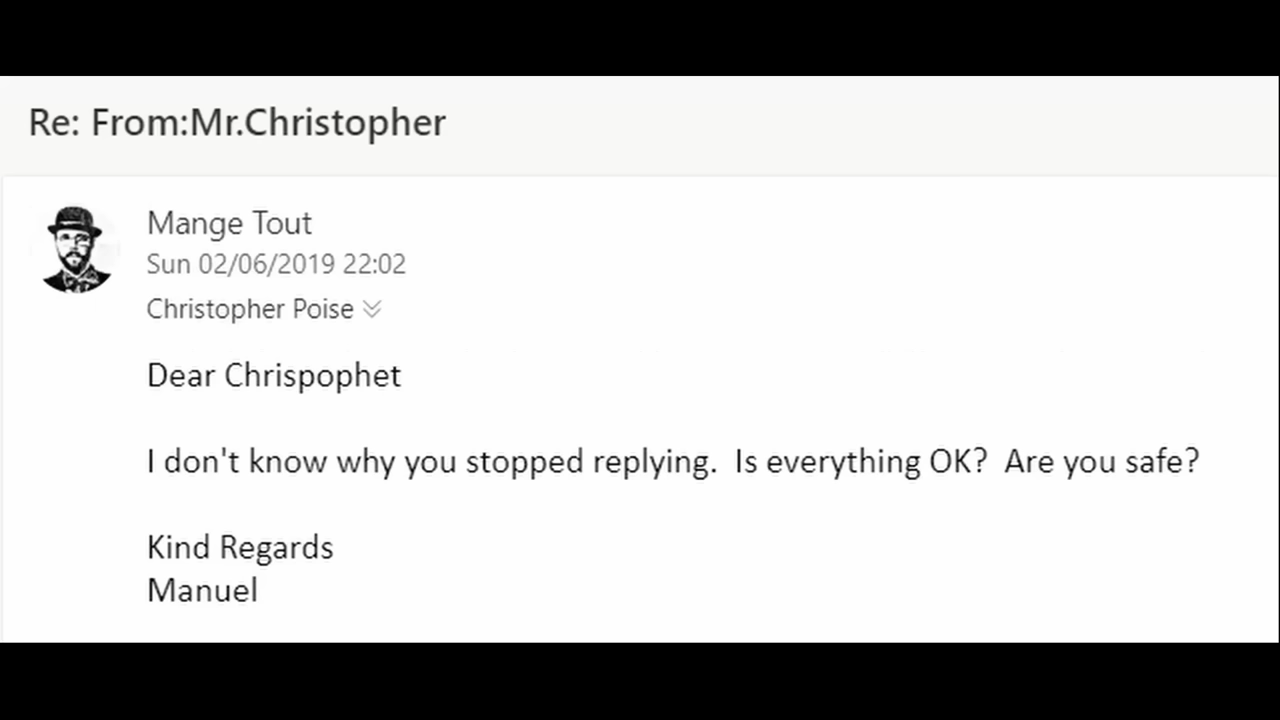 Re: From:Mr.Christopher
Mange Tout
Sun 02/06/2019 22:02
Christopher Poise
Dear Chrispophet
I don't know why you stopped replying.  Is everything OK?  Are you safe?
Kind Regards
Manuel